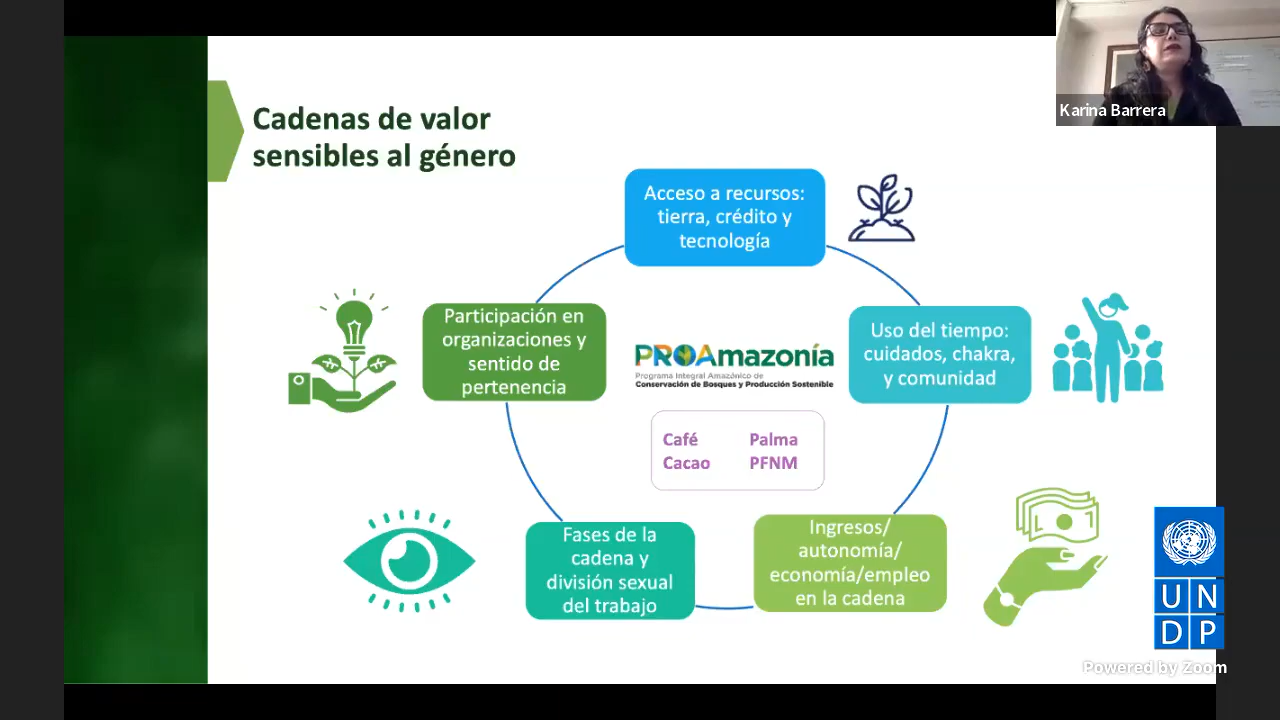 Karina Barrera
Cadenas de valor
sensibles al género
Acceso a recursos:
tierra, crédito y
tecnología
Participación en
organizaciones y
sentido de
pertenencia
Uso del tiempo:
cuidados, chakra,
y comunidad
PROAmazonía
Programa Integral Amazónico de
Conservación de Bosques y Producción Sostenible
Café Palma
Cacao PFNM
Fases de la
cadena y
división sexual
del trabajo
Ingresos/
autonomía/
economía/empleo
en la cadena
U N
D P
Powered by Zoom